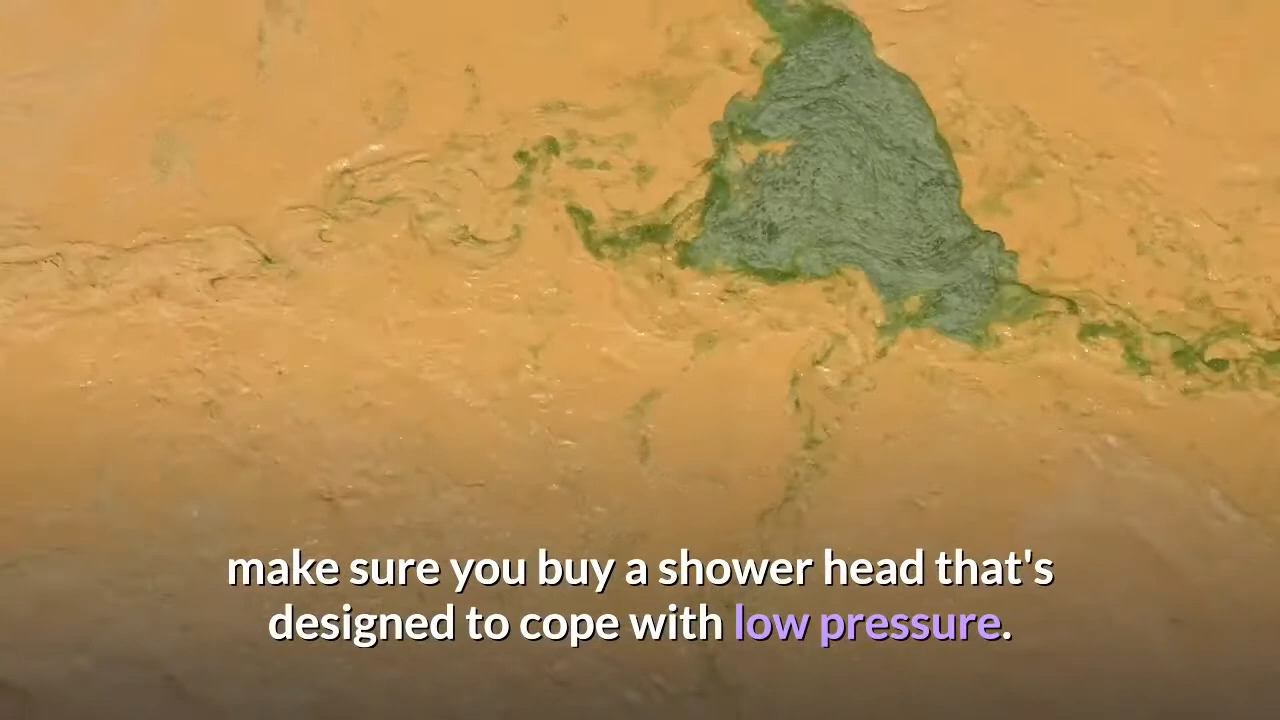 make sure you buy a shower head that's
designed to cope with low pressure.